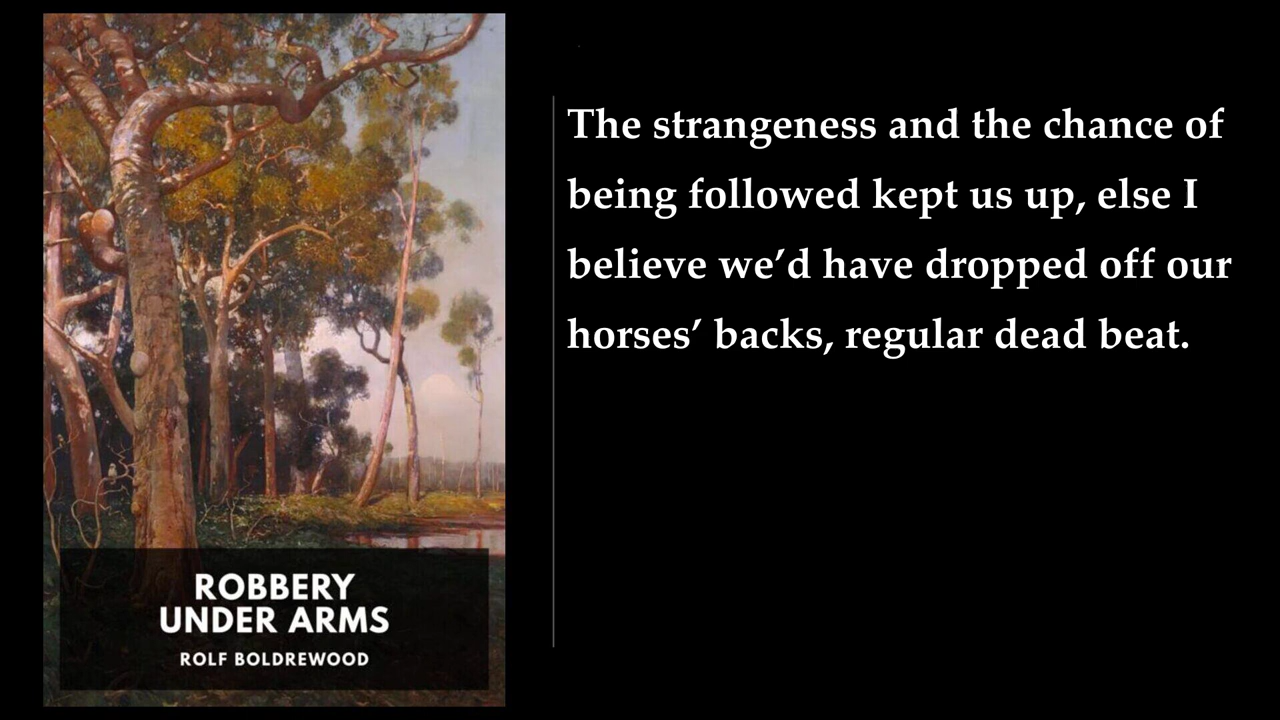 The strangeness and the chance of
being followed kept us up, else I
believe we’d have dropped off our
horses’ backs, regular dead beat.
ROBBERY
UNDER ARMS
ROLF BOLDREWOOD